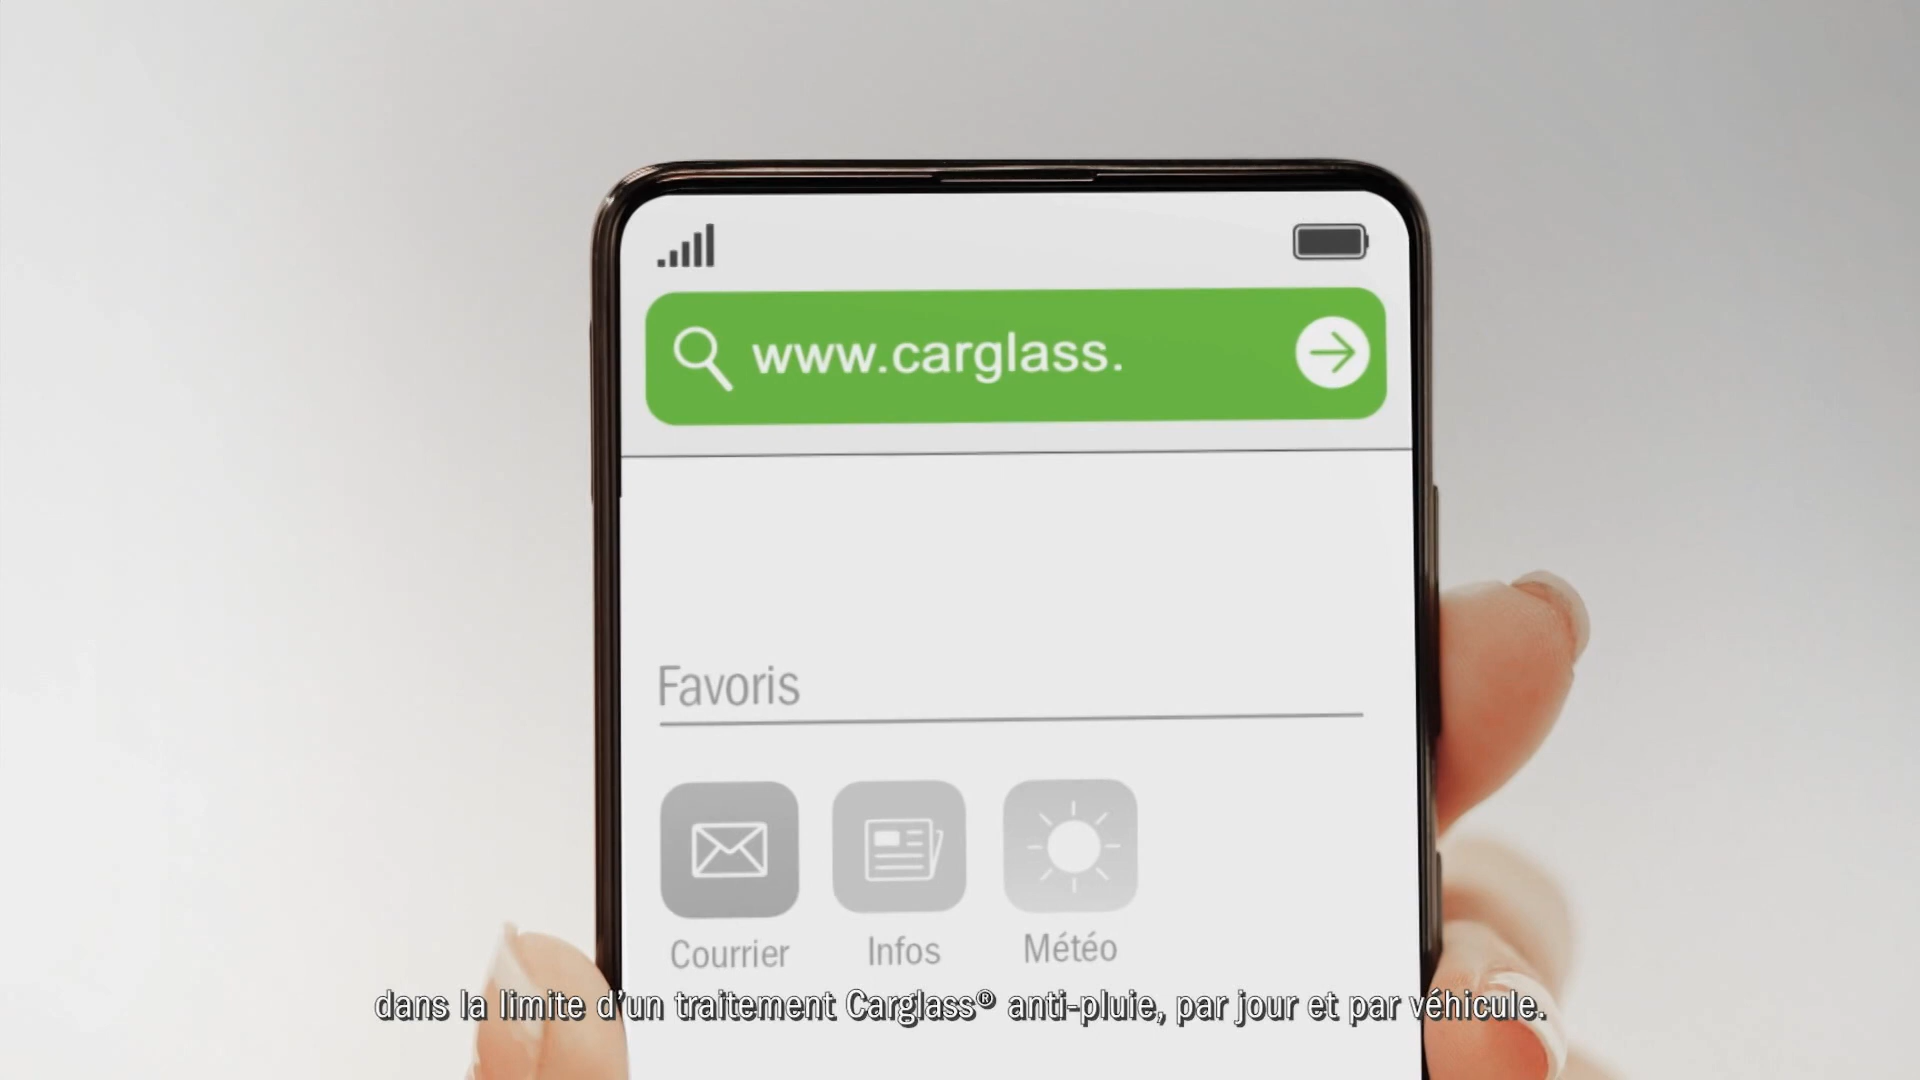 www.carglass.
Favoris
Courrier Infos Météo
dans la limite d'un traitement Carglass® anti-pluie, par jour et par véhicule.